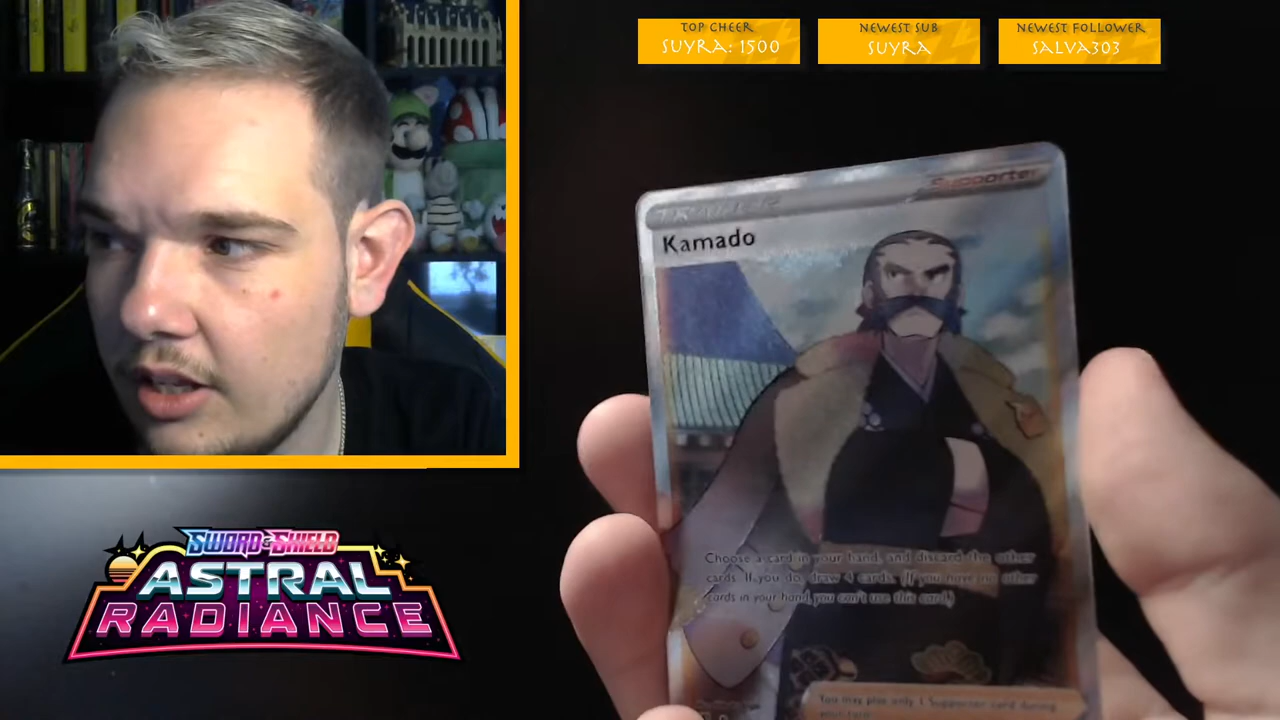 TOP CHEER
SUYRA: 1500
NEWEST SUB
SUYRA
NEWEST FOLLOWER
SALVA303
TRAINER
Supporter
Kamado
Choose a card in your hand, and discard the other
cards. If you do, draw 4 cards. (If you have no other
cards in your hand, you can't use this card.)
You may play only 1 Supporter card during
your turn.
SWORD & SHIELD
ASTRAL
RADIANCE